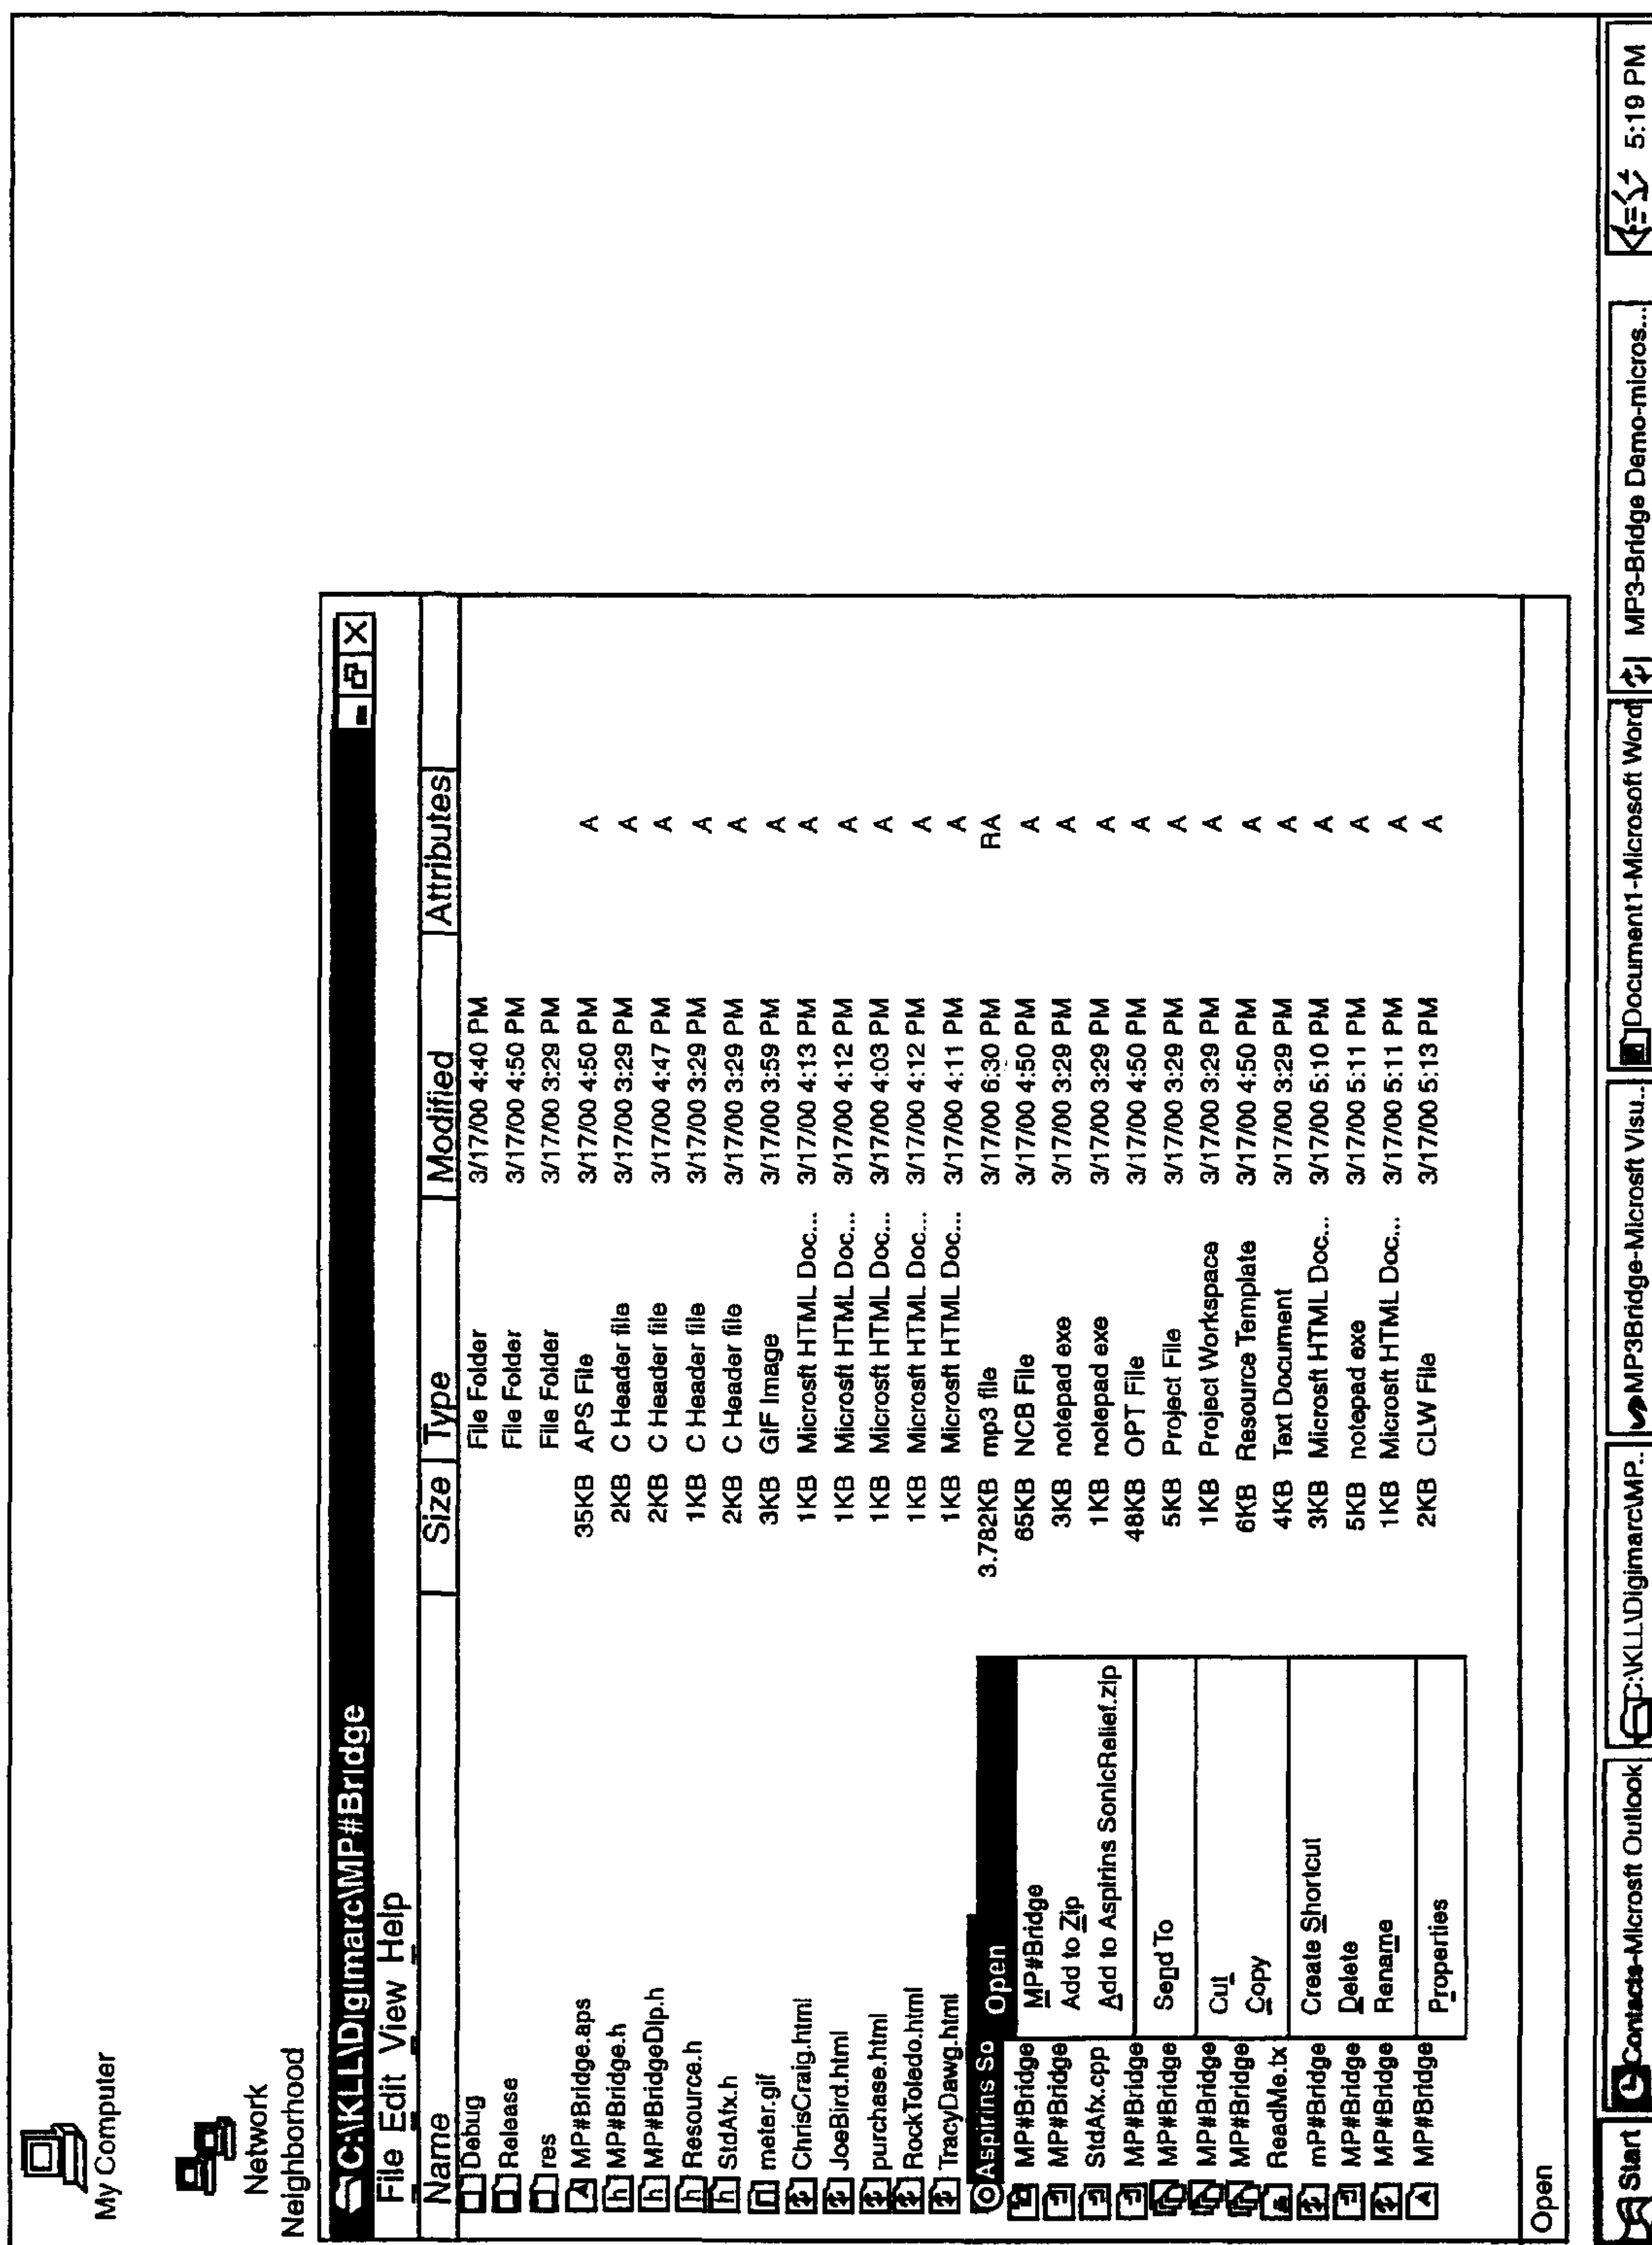 My Computer
Network
Neighborhood
C:\KLL\Digimarc\MP#Bridge
File Edit View Help
Name Size Type Modified Attributes
Debug File Folder 3/17/00 4:40 PM
Release File Folder 3/17/00 4:50 PM
res File Folder 3/17/00 3:29 PM
MP#Bridge.aps 35KB APS File 3/17/00 4:50 PM A
MP#Bridge.h 2KB C Header file 3/17/00 3:29 PM A
MP#BridgeDlp.h 2KB C Header file 3/17/00 4:47 PM A
Resource.h 1KB C Header file 3/17/00 3:29 PM A
StdAfx.h 2KB C Header file 3/17/00 3:29 PM A
meter.gif 3KB GIF Image 3/17/00 3:59 PM A
ChrisCraig.html 1KB Microsft HTML Doc... 3/17/00 4:13 PM A
JoeBird.html 1KB Microsft HTML Doc... 3/17/00 4:12 PM A
purchase.html 1KB Microsft HTML Doc... 3/17/00 4:03 PM A
RockToledo.html 1KB Microsft HTML Doc... 3/17/00 4:12 PM A
TracyDawg.html 1KB Microsft HTML Doc... 3/17/00 4:11 PM A
Aspirins So Open 3.782KB mp3 file 3/17/00 6:30 PM RA
MP#Bridge MP#Bridge 65KB NCB File 3/17/00 4:50 PM A
MP#Bridge Add to Zip 3KB notepad exe 3/17/00 3:29 PM A
StdAfx.cpp Add to Aspirins SonicRelief.zip 1KB notepad exe 3/17/00 3:29 PM A
MP#Bridge 48KB OPT File 3/17/00 4:50 PM A
MP#Bridge Send To 5KB Project File 3/17/00 3:29 PM A
MP#Bridge Cut 1KB Project Workspace 3/17/00 3:29 PM A
MP#Bridge Copy 6KB Resource Template 3/17/00 4:50 PM A
ReadMe.tx 4KB Text Document 3/17/00 3:29 PM A
mP#Bridge Create Shortcut 3KB Microsft HTML Doc... 3/17/00 5:10 PM A
MP#Bridge Delete 5KB notepad exe 3/17/00 5:11 PM A
MP#Bridge Rename 1KB Microsft HTML Doc... 3/17/00 5:11 PM A
MP#Bridge Properties 2KB CLW File 3/17/00 5:13 PM A
Open
Start Contacts-Microsft Outlook C:\KLL\Digimarc\MP.. MP3Bridge-Microsft Visu.. Document1-Microsoft Word MP3-Bridge Demo-micros... 5:19 PM